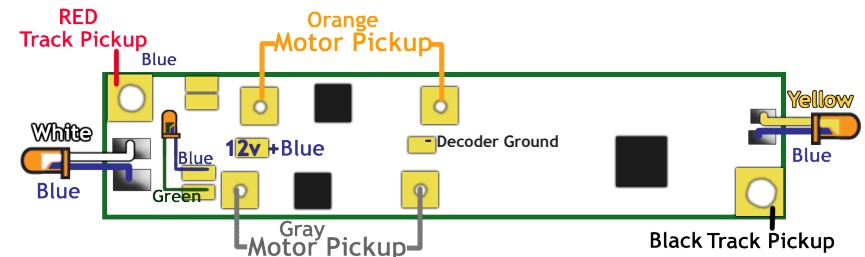 RED
Track Pickup
Blue
Orange
Motor Pickup
Yellow
White
Blue
Blue
Green
12v +Blue
- Decoder Ground
Blue
Gray
Motor Pickup
Black Track Pickup